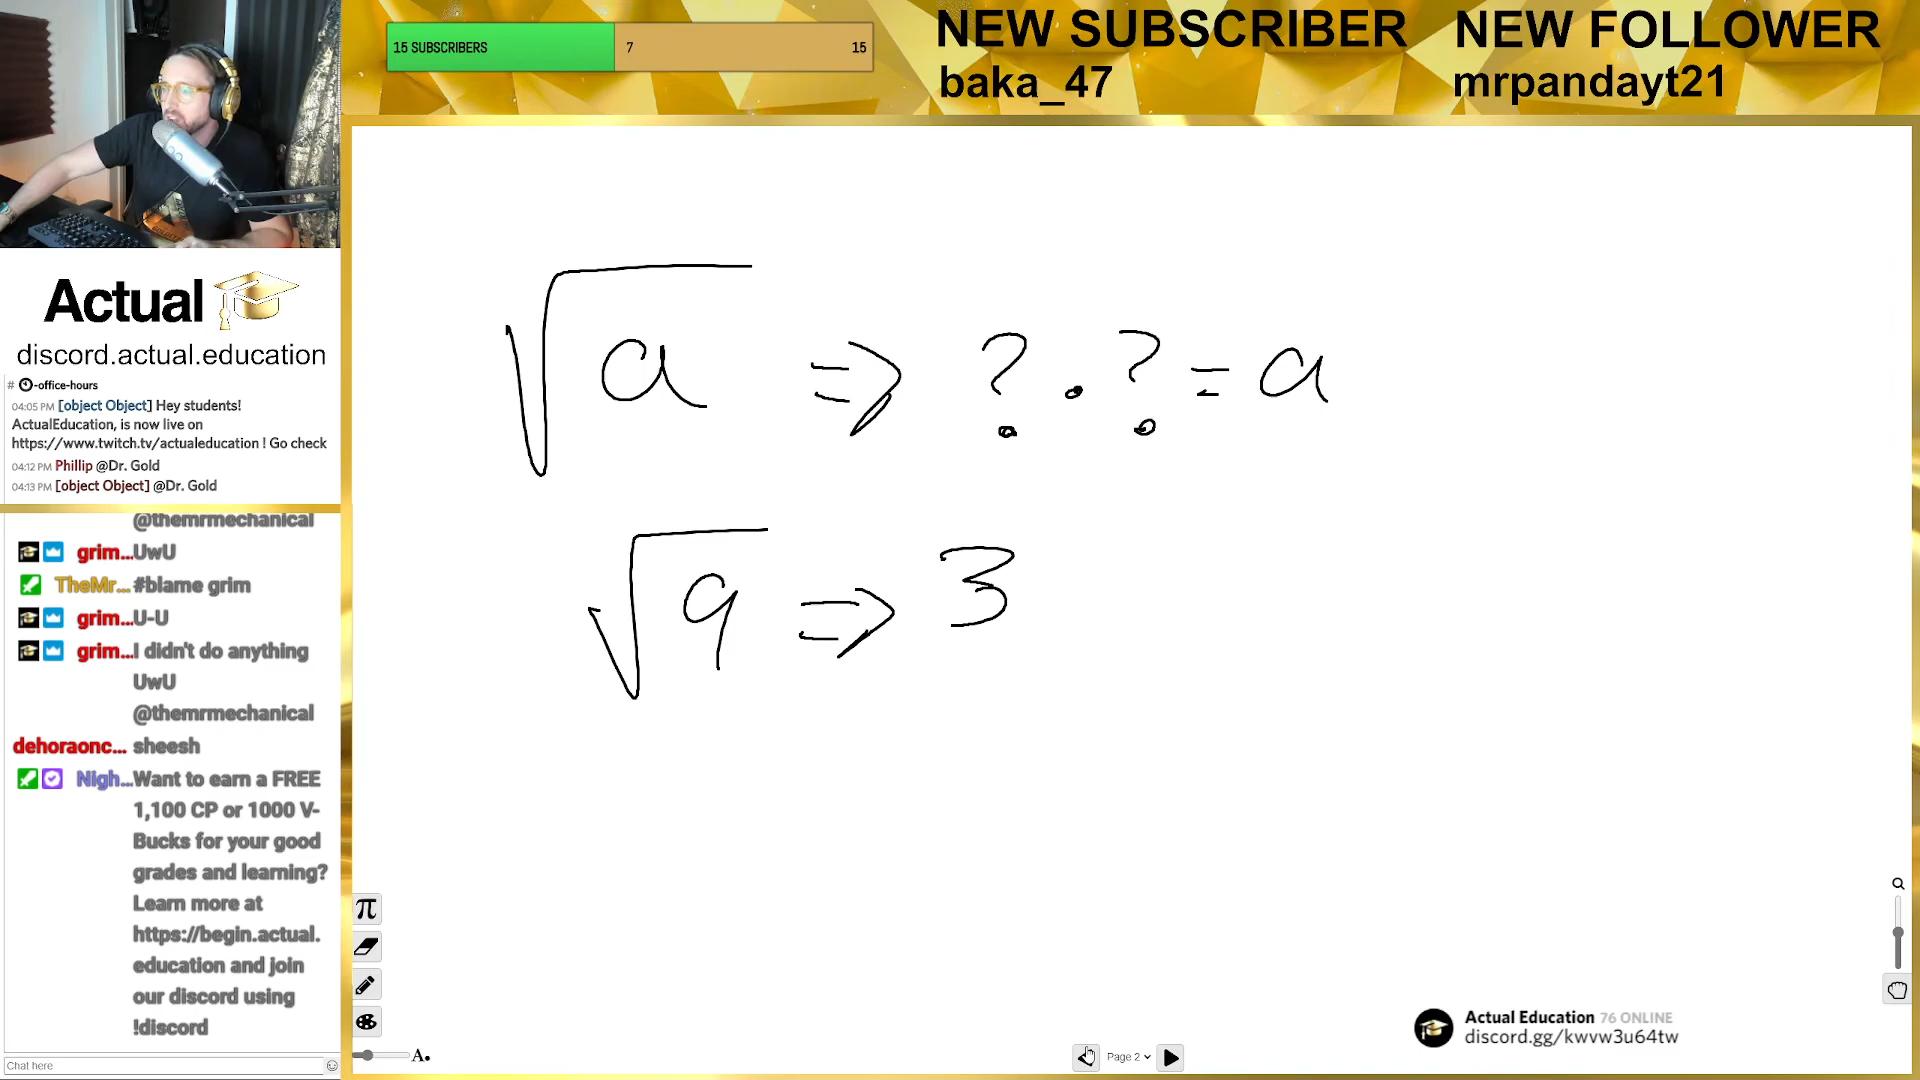 15 SUBSCRIBERS 7 15
NEW SUBSCRIBER
baka_47
NEW FOLLOWER
mrpandayt21
√a => ? . ? = a
√9 => 3
Actual
discord.actual.education
# -office-hours
04:05 PM [object Object] Hey students!
ActualEducation, is now live on
https://www.twitch.tv/actualeducation ! Go check
04:12 PM Phillip @Dr. Gold
04:13 PM [object Object] @Dr. Gold
@themrmechanical
grim...UwU
TheMr... #blame grim
grim...U-U
grim...I didn't do anything
UwU
@themrmechanical
dehoraonc... sheesh
Nigh...Want to earn a FREE
1,100 CP or 1000 V-
Bucks for your good
grades and learning?
Learn more at
https://begin.actual.
education and join
our discord using
!discord
Chat here
π
A
Page 2
Actual Education 76 ONLINE
discord.gg/kwvw3u64tw